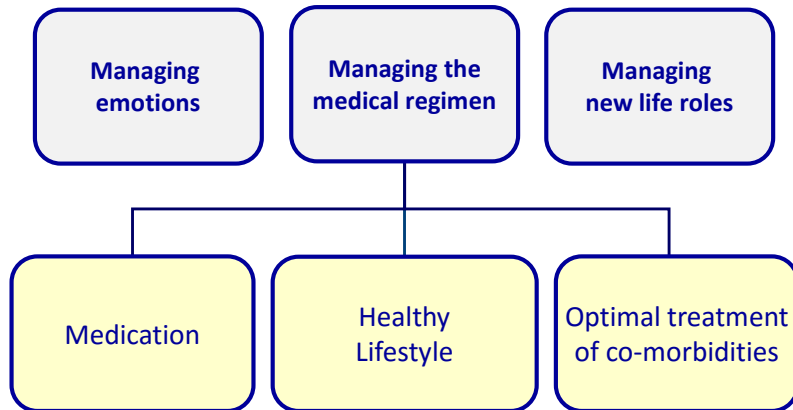 Managing
emotions
Managing the
medical regimen
Managing
new life roles
Medication
Healthy
Lifestyle
Optimal treatment
of co-morbidities